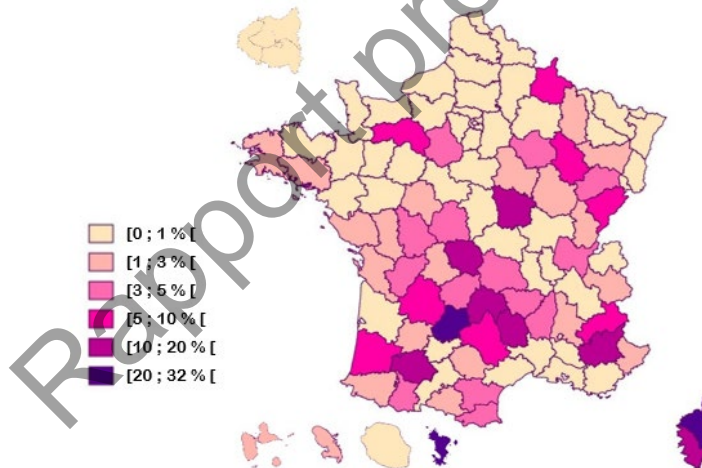 Rapport pro
[0 ; 1 % [
[1 ; 3 % [
[3 ; 5 % [
[5 ; 10 % [
[10 ; 20 % [
[20 ; 32 % [